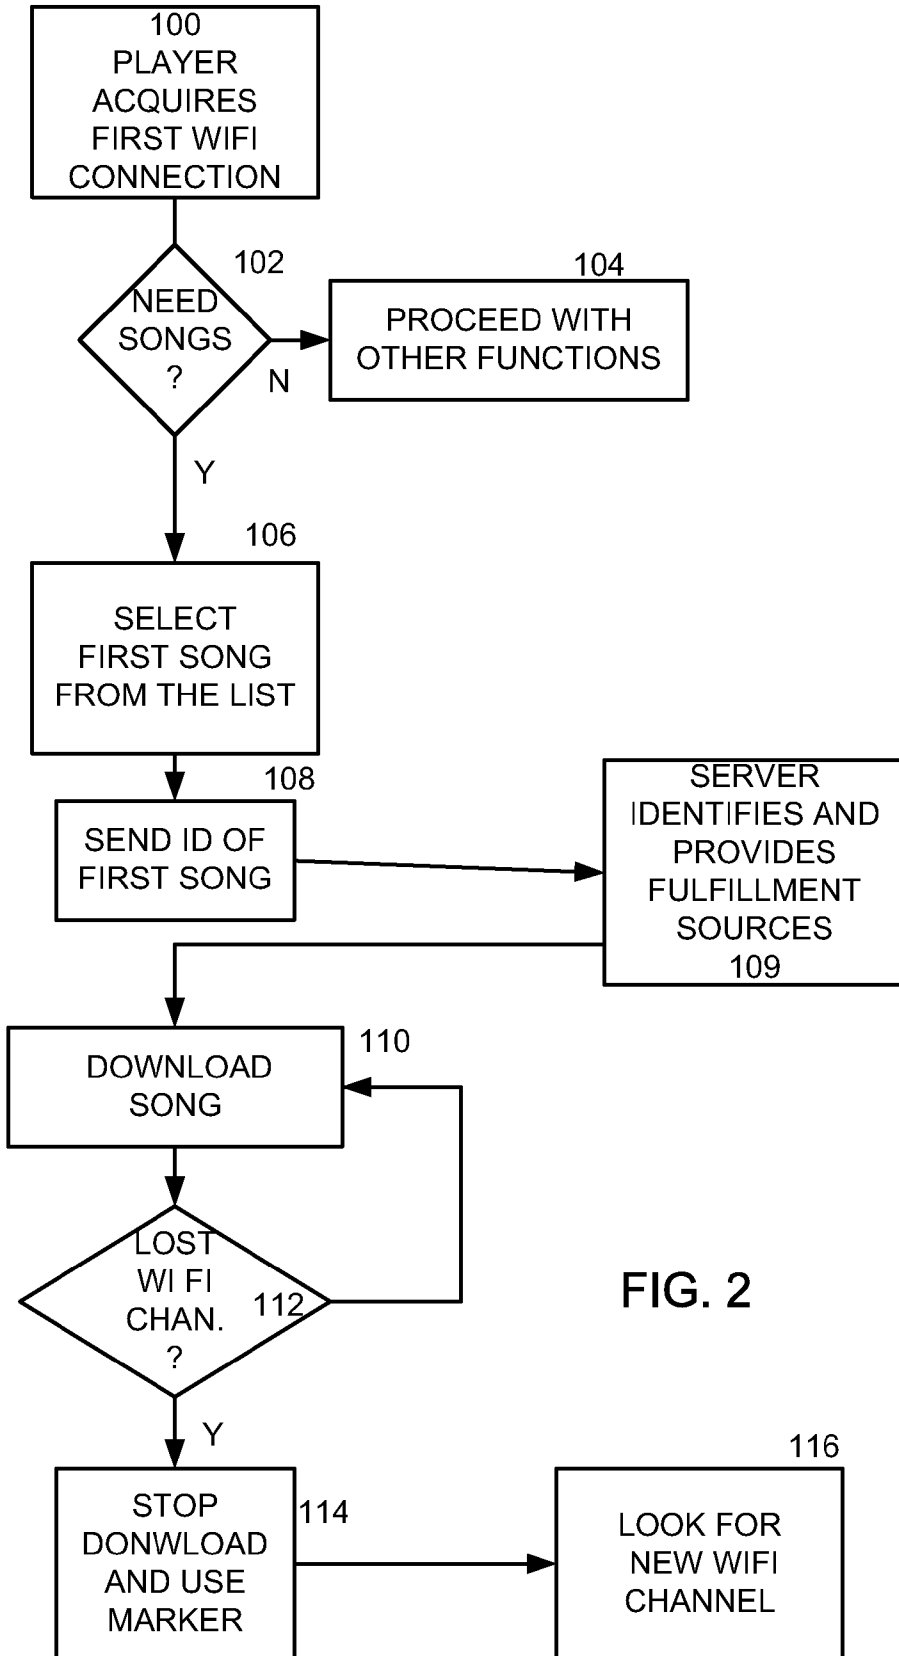 100
PLAYER
ACQUIRES
FIRST WIFI
CONNECTION
102
NEED
SONGS
?
N
104
PROCEED WITH
OTHER FUNCTIONS
Y
106
SELECT
FIRST SONG
FROM THE LIST
108
SEND ID OF
FIRST SONG
SERVER
IDENTIFIES AND
PROVIDES
FULFILLMENT
SOURCES
109
110
DOWNLOAD
SONG
LOST
WI FI
CHAN.
?
112
FIG. 2
Y
114
STOP
DONWLOAD
AND USE
MARKER
116
LOOK FOR
NEW WIFI
CHANNEL